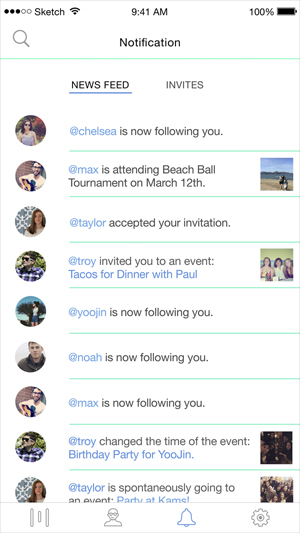 Sketch 9:41 AM 100%
Notification
NEWS FEED INVITES
@chelsea is now following you.
@max is attending Beach Ball
Tournament on March 12th.
@taylor accepted your invitation.
@troy invited you to an event:
Tacos for Dinner with Paul
@yoojin is now following you.
@noah is now following you.
@max is now following you.
@troy changed the time of the event:
Birthday Party for YooJin.
@taylor is spontaneously going to
an event: Party at Kams!